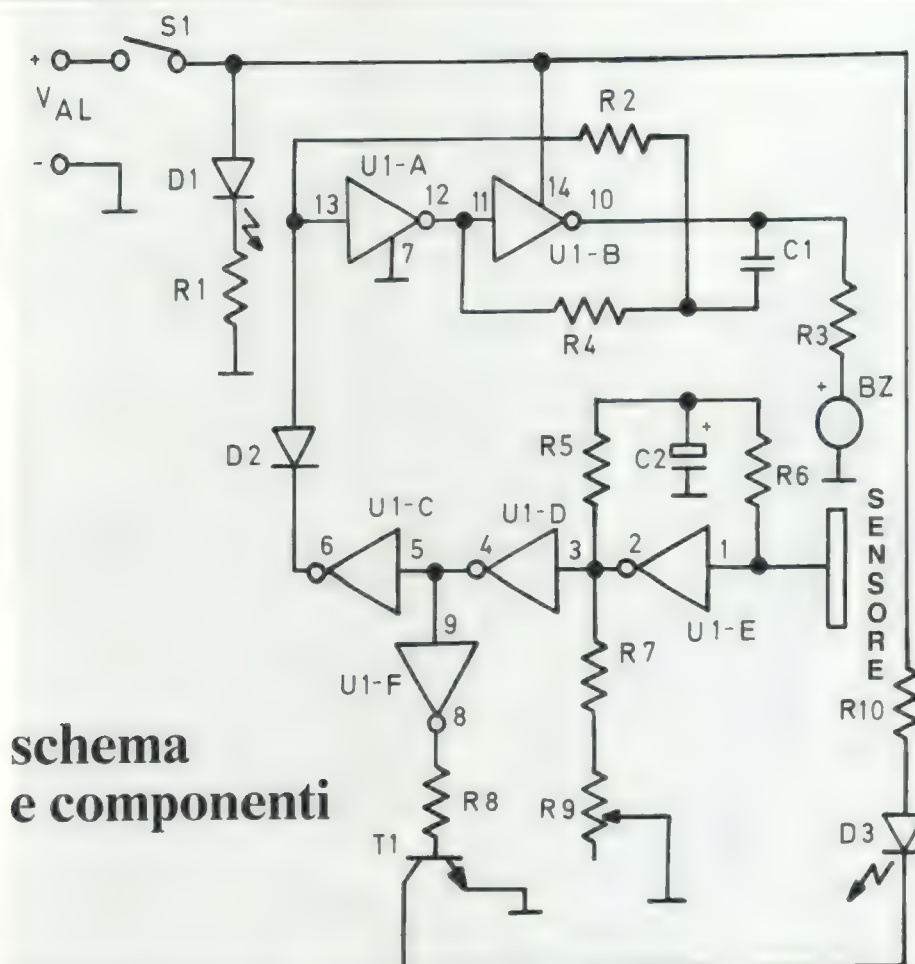 S1
+
V AL
-
D1
R1
R2
U1-A
13
12
7
11
14
10
U1-B
C1
R4
R3
+
BZ
D2
R5
C2
+
R6
U1-C
6
5
U1-D
4
3
2
1
U1-E
SENSORE
9
U1-F
8
R7
R10
schema
e componenti
R8
R9
T1
D3